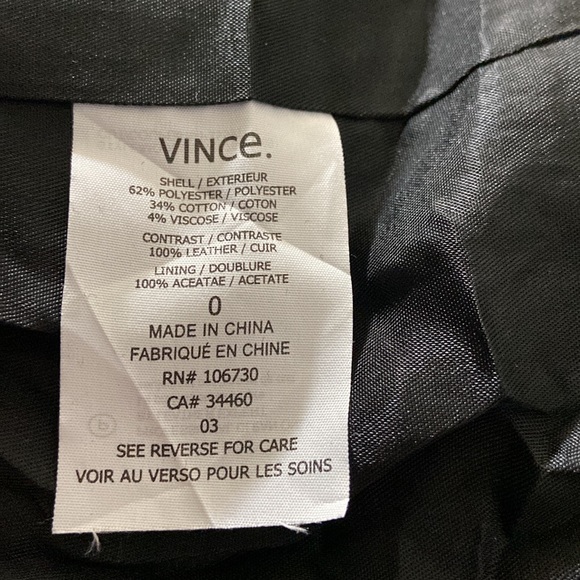 VINCe.
SHELL / EXTERIEUR
62% POLYESTER / POLYESTER
34% COTTON / COTON
4% VISCOSE / VISCOSE
CONTRAST / CONTRASTE
100% LEATHER / CUIR
LINING / DOUBLURE
100% ACEATAE / ACETATE
0
MADE IN CHINA
FABRIQUÉ EN CHINE
RN# 106730
CA# 34460
03
SEE REVERSE FOR CARE
VOIR AU VERSO POUR LES SOINS